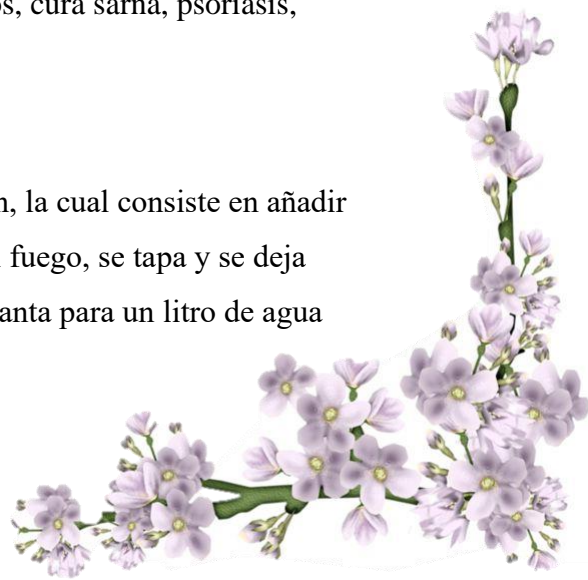 os, cura sarna, psoriasis,
n, la cual consiste en añadir
fuego, se tapa y se deja
anta para un litro de agua